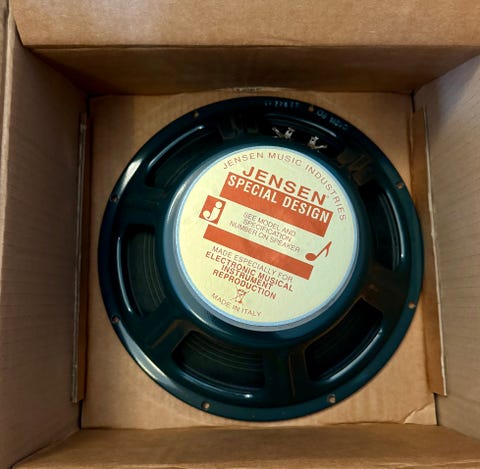 JENSEN MUSIC INDUSTRIES
JENSEN
SPECIAL DESIGN
j
SEE MODEL AND
SPECIFICATION
NUMBER ON SPEAKER
MADE ESPECIALLY FOR
ELECTRONIC MUSICAL
INSTRUMENT
REPRODUCTION
MADE IN ITALY